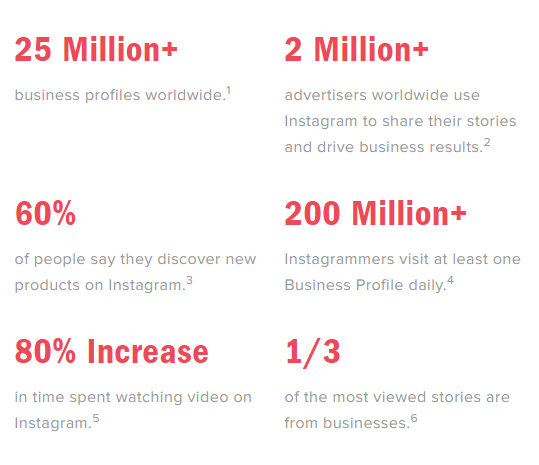 25 Million+
business profiles worldwide.¹
2 Million+
advertisers worldwide use
Instagram to share their stories
and drive business results.²
60%
of people say they discover new
products on Instagram.³
200 Million+
Instagrammers visit at least one
Business Profile daily.⁴
80% Increase
in time spent watching video on
Instagram.⁵
1/3
of the most viewed stories are
from businesses.⁶